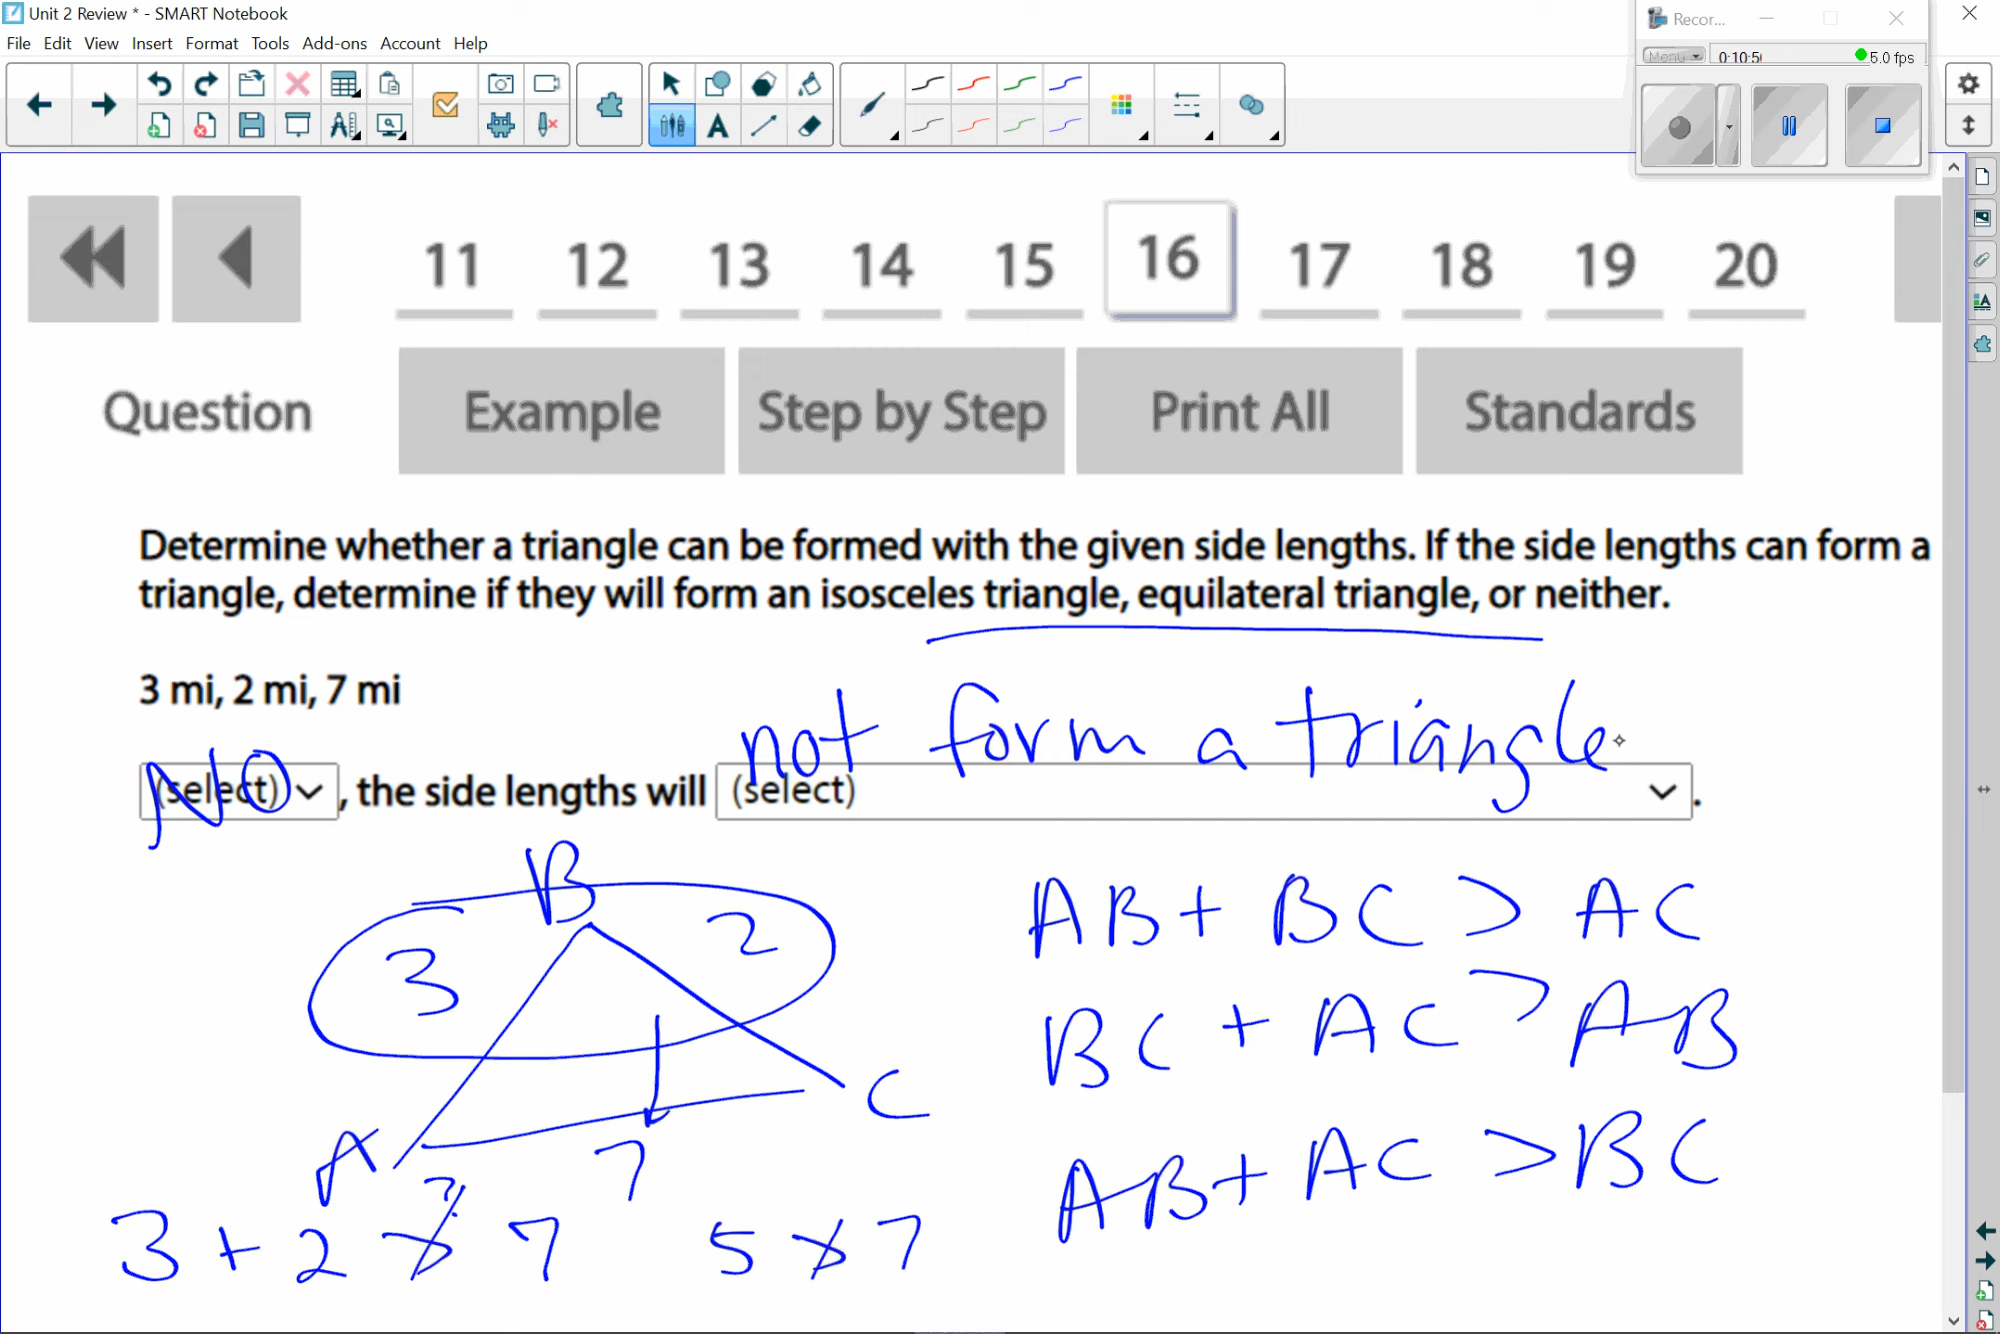 Unit 2 Review * - SMART Notebook
Recor...
File Edit View Insert Format Tools Add-ons Account Help
Menu
0:10:5
5.0 fps
11 12 13 14 15 16 17 18 19 20
Question Example Step by Step Print All Standards
Determine whether a triangle can be formed with the given side lengths. If the side lengths can form a
triangle, determine if they will form an isosceles triangle, equilateral triangle, or neither.
3 mi, 2 mi, 7 mi
not form a triangle.
NO
(select) , the side lengths will (select) .
B
3 2
AB + BC > AC
BC + AC > AB
C
A 7
AB + AC > BC
?
3 + 2 ≯ 7 5 ≯ 7